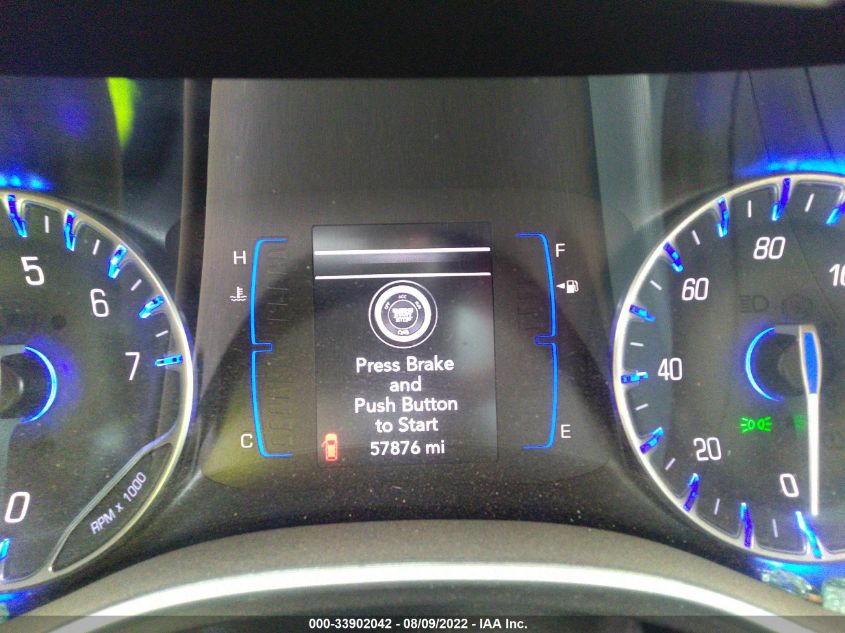 5
6
7
0
RPM x 1000
H
C
ACC
Press Brake
and
Push Button
to Start
57876 mi
F
E
0
20
40
60
80
000-33902042 - 08/09/2022 - IAA Inc.